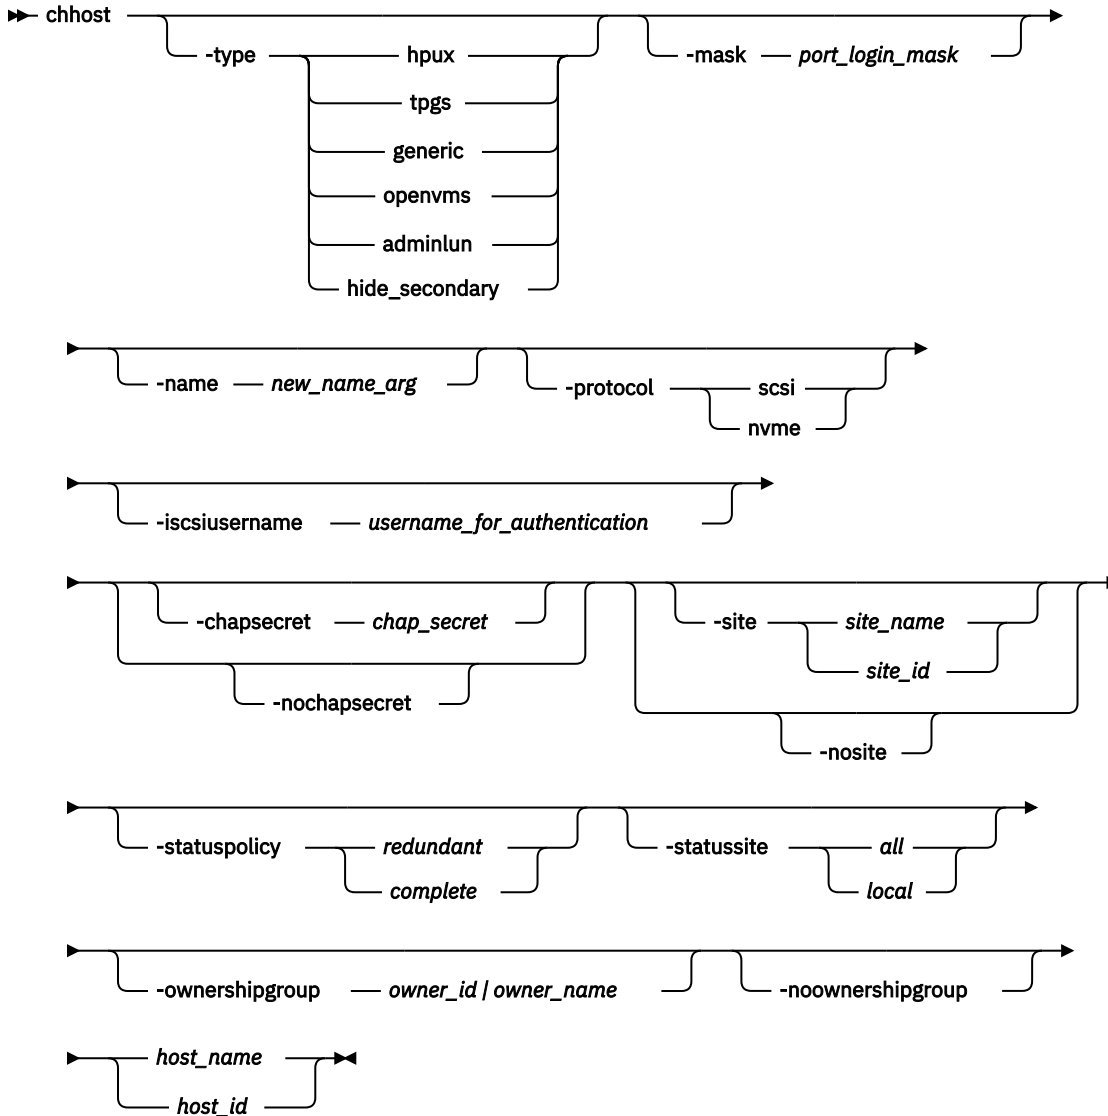 chhost
-type hpux -mask port_login_mask
tpgs
generic
openvms
adminlun
hide_secondary
-name new_name_arg -protocol scsi
nvme
-iscsiusername username_for_authentication
-chapsecret chap_secret -site site_name
site_id
-nochapsecret
-nosite
-statuspolicy redundant -statussite all
complete local
-ownershipgroup owner_id | owner_name -noownershipgroup
host_name
host_id